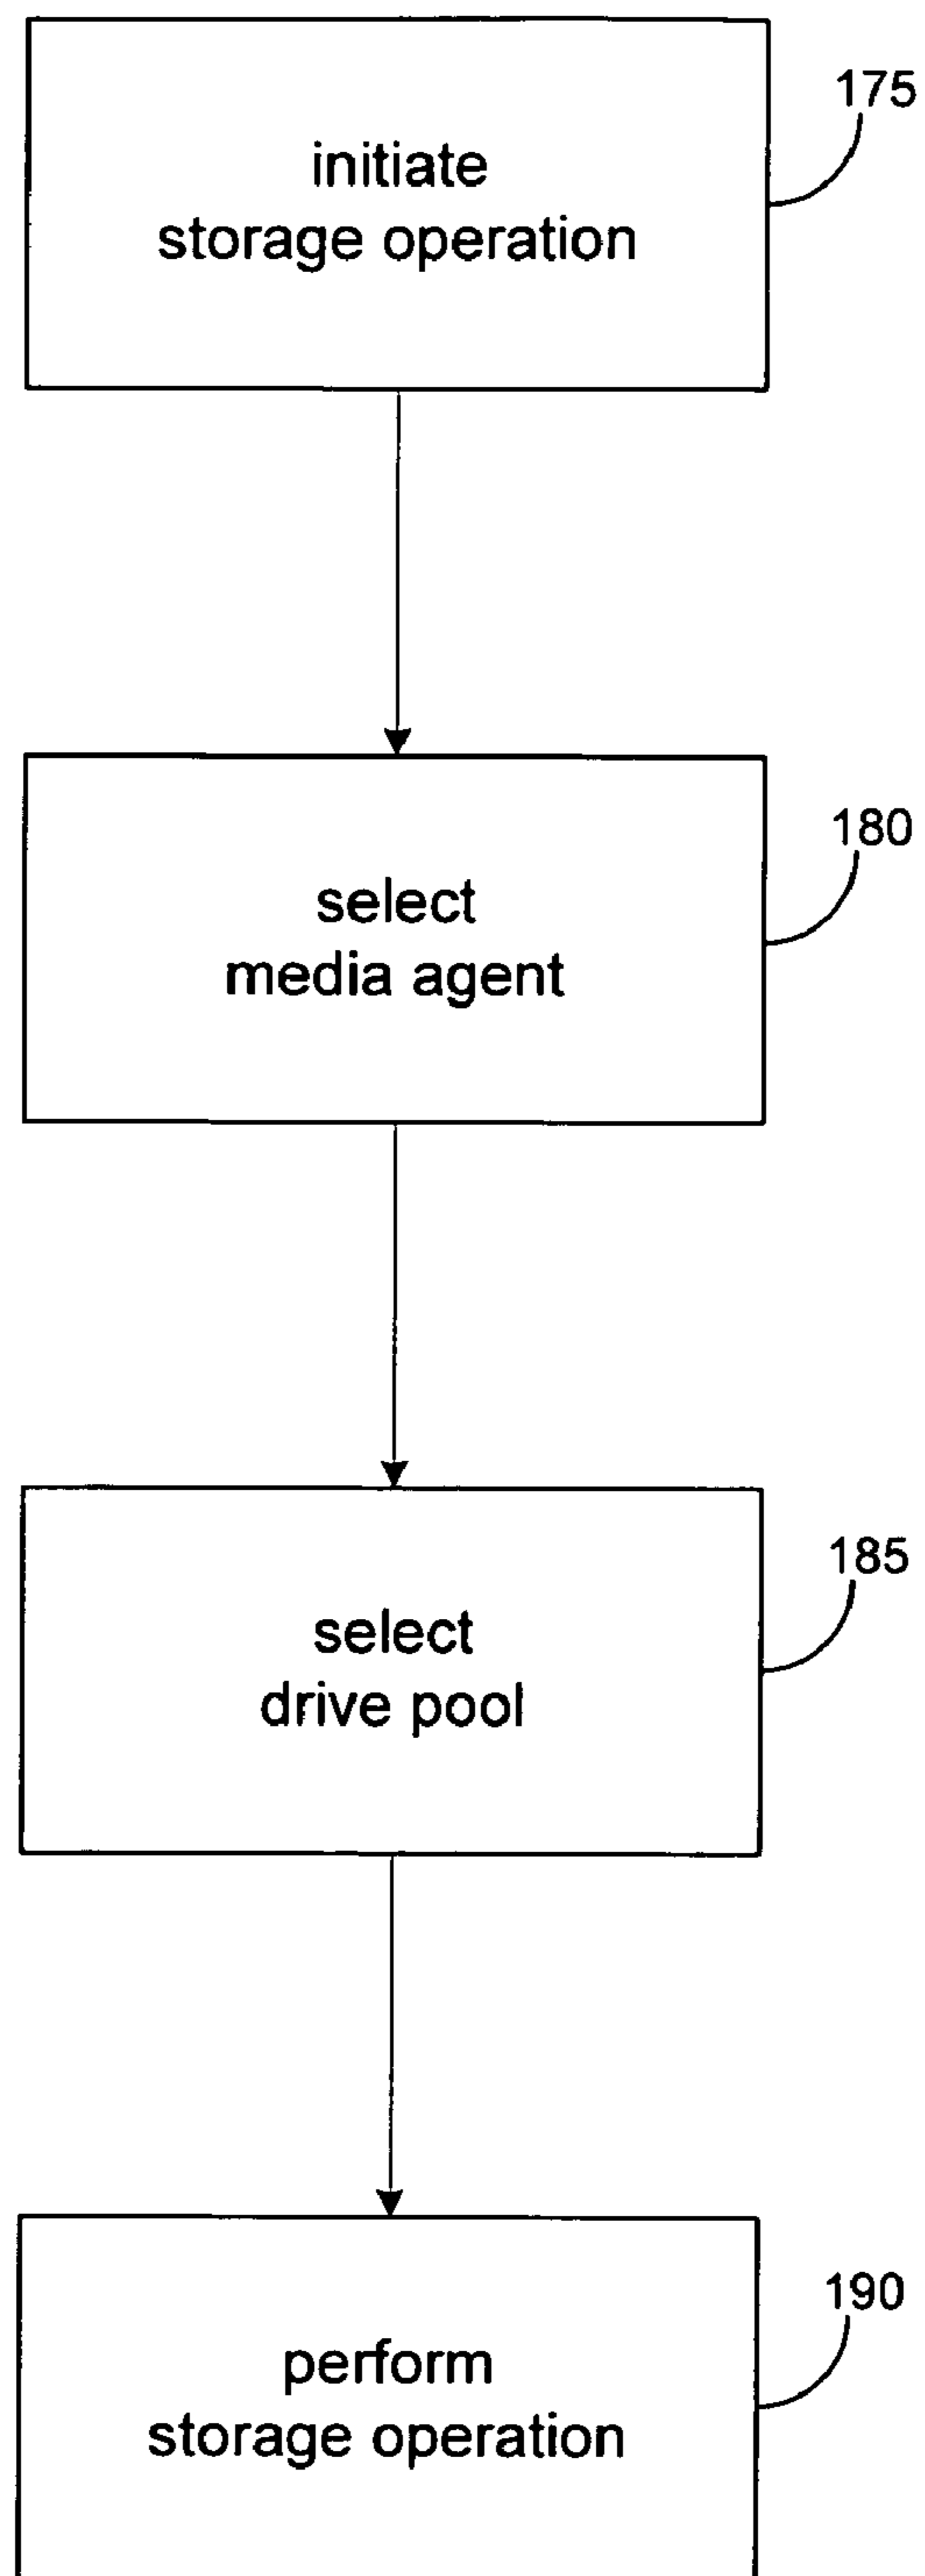 initiate
storage operation
175
select
media agent
180
select
drive pool
185
perform
storage operation
190